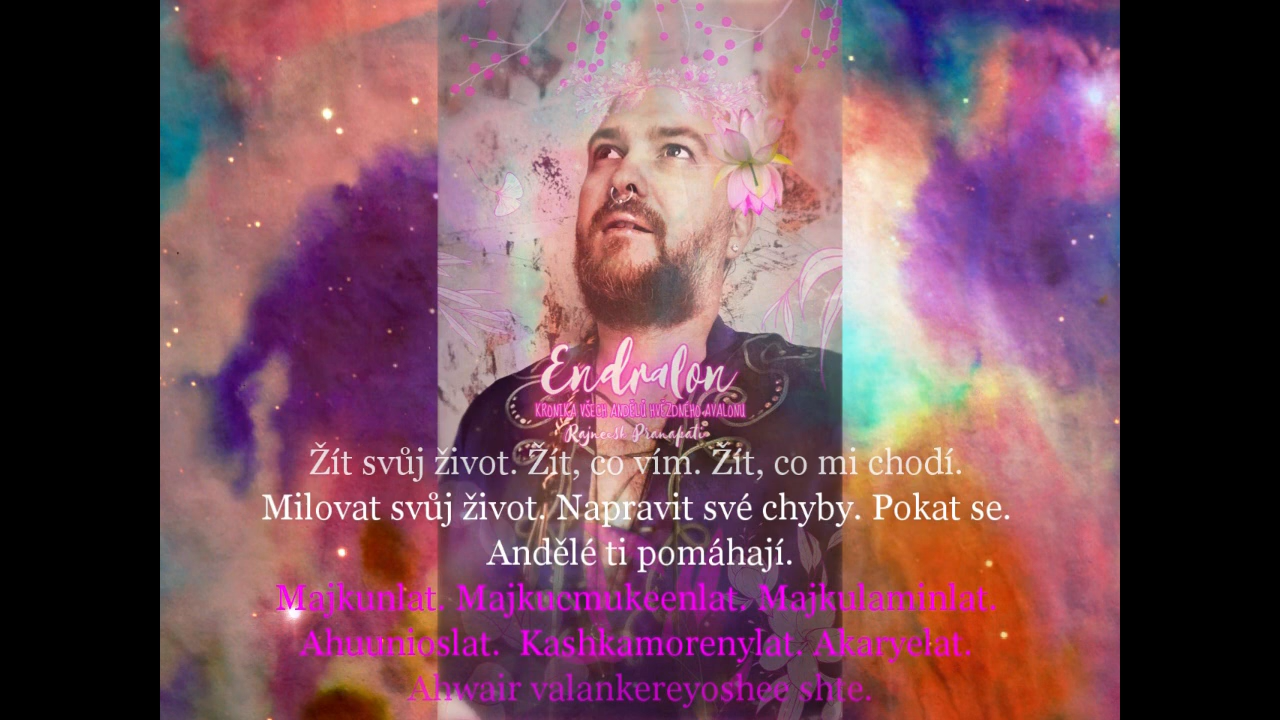 Endralon
KRONIKA VŠECH ANDĚLŮ HVĚZDNÉHO AVALONU
Rajneesh Pranapati
Žít svůj život. Žít, co vím. Žít, co mi chodí.
Milovat svůj život. Napravit své chyby. Pokat se.
Andělé ti pomáhají.
Majkunlat. Majkucmukeenlat. Majkulaminlat.
Ahuunioslat. Kashkamorenylat. Akaryelat.
Ahwair valankereyoshee shte.